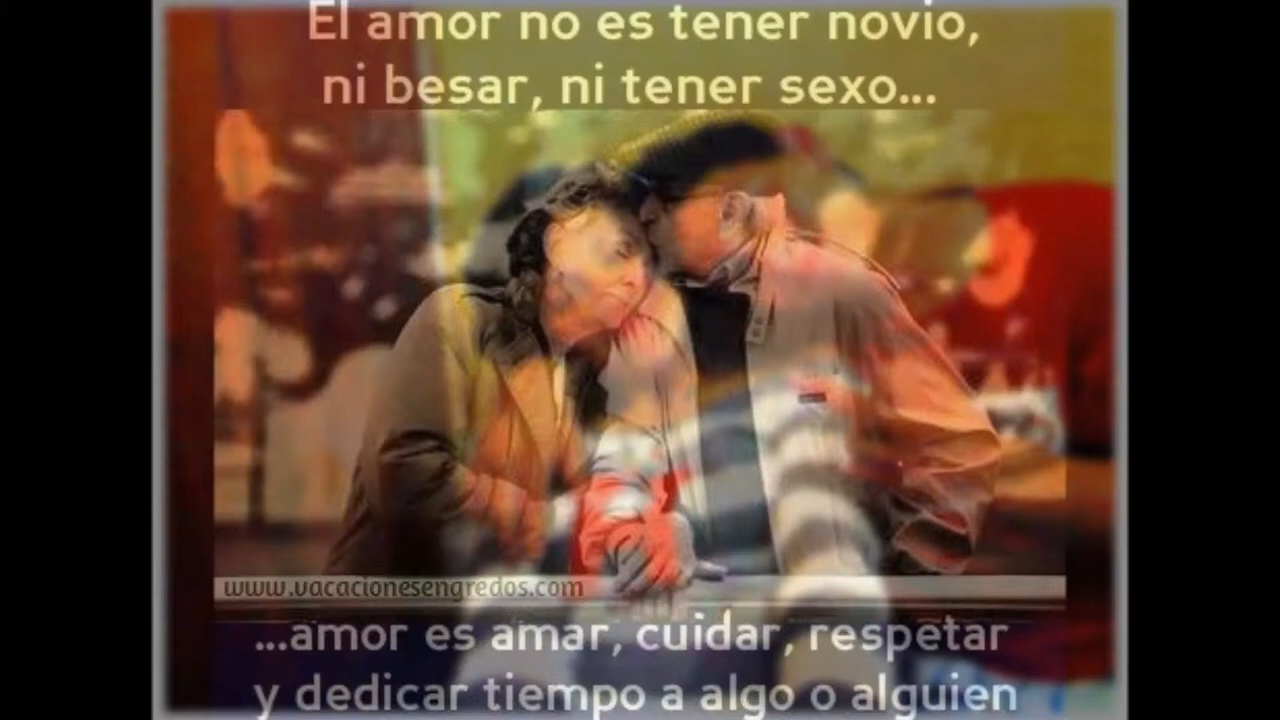 El amor no es tener novio,
ni besar, ni tener sexo...
www.vacacionesengredos.com
...amor es amar, cuidar, respetar
y dedicar tiempo a algo o alguien